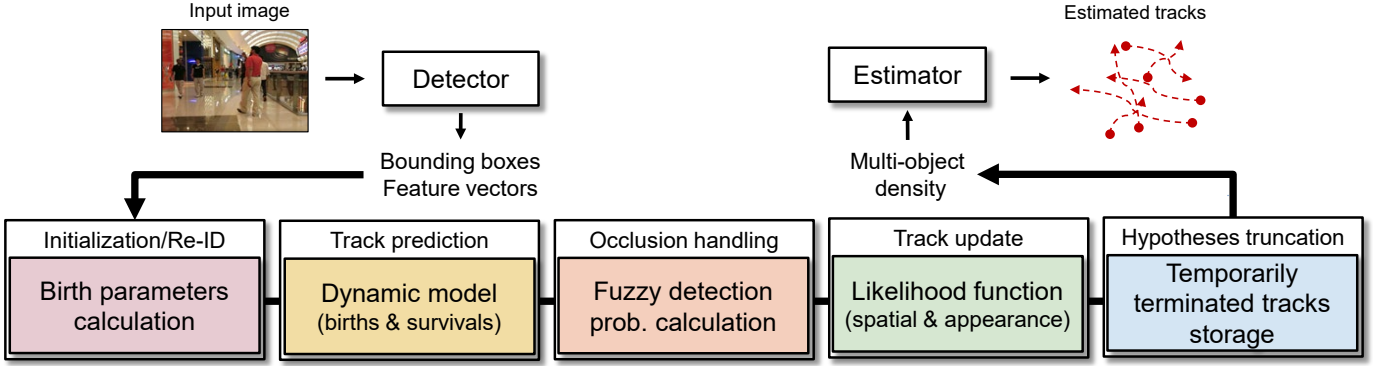 Input image
Detector
Bounding boxes
Feature vectors
Estimated tracks
Estimator
Multi-object
density
Initialization/Re-ID
Birth parameters
calculation
Track prediction
Dynamic model
(births & survivals)
Occlusion handling
Fuzzy detection
prob. calculation
Track update
Likelihood function
(spatial & appearance)
Hypotheses truncation
Temporarily
terminated tracks
storage